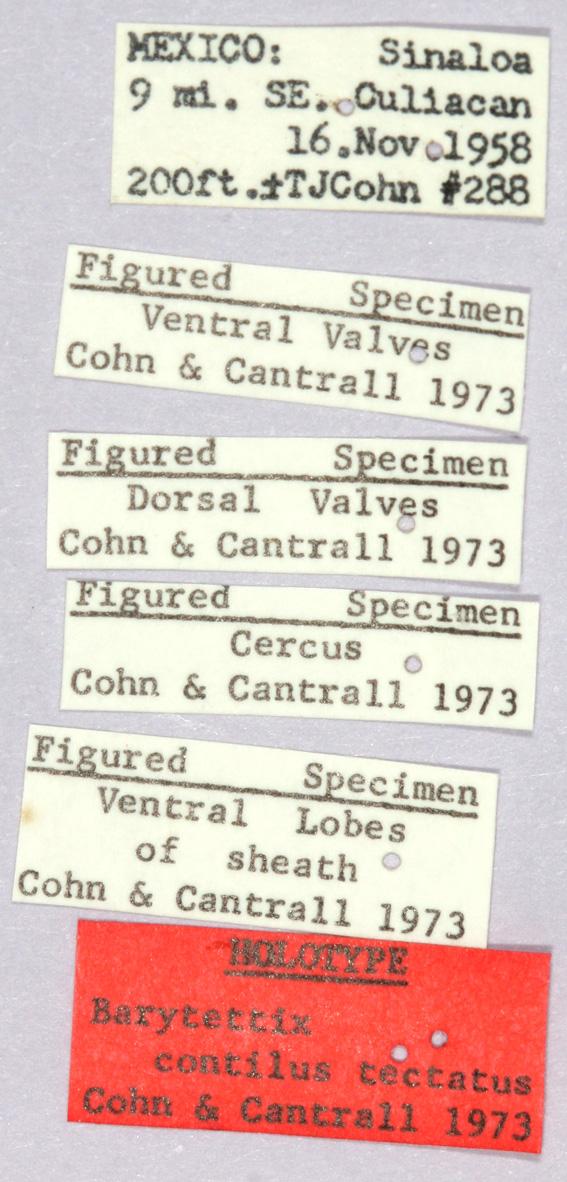 MEXICO: Sinaloa
9 mi. SE. Culiacan
16.Nov.1958
200ft.±TJCohn #288
Figured Specimen
Ventral Valves
Cohn & Cantrall 1973
Figured Specimen
Dorsal Valves
Cohn & Cantrall 1973
Figured Specimen
Cercus
Cohn & Cantrall 1973
Figured Specimen
Ventral Lobes
of sheath
Cohn & Cantrall 1973
HOLOTYPE
Barytettix
contilus tectatus
Cohn & Cantrall 1973